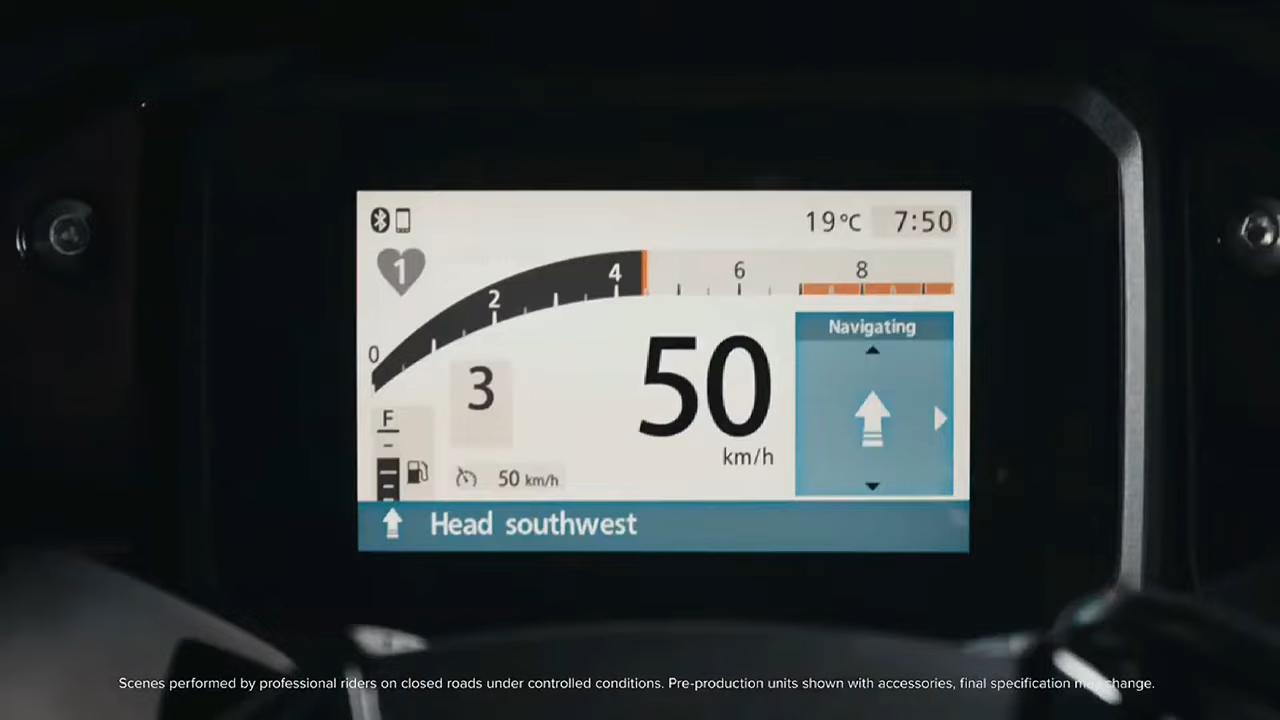 19°C 7:50
1
0 2 4 6 8
Navigating
3
50
km/h
F
50 km/h
Head southwest
Scenes performed by professional riders on closed roads under controlled conditions. Pre-production units shown with accessories, final specification may change.